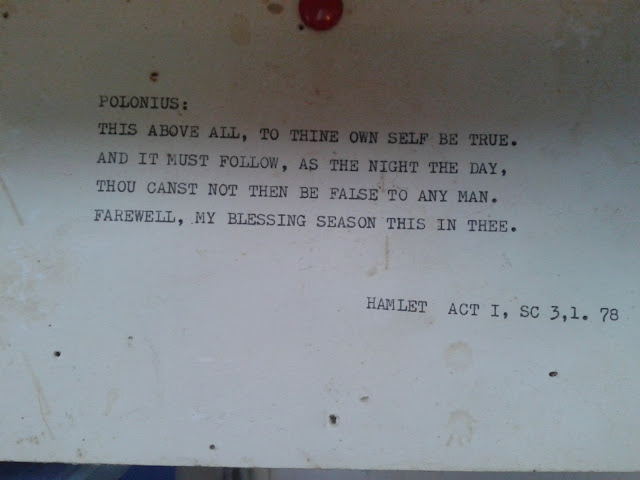 POLONIUS:
THIS ABOVE ALL, TO THINE OWN SELF BE TRUE.
AND IT MUST FOLLOW, AS THE NIGHT THE DAY,
THOU CANST NOT THEN BE FALSE TO ANY MAN.
FAREWELL, MY BLESSING SEASON THIS IN THEE.
HAMLET ACT I, SC 3,l. 78